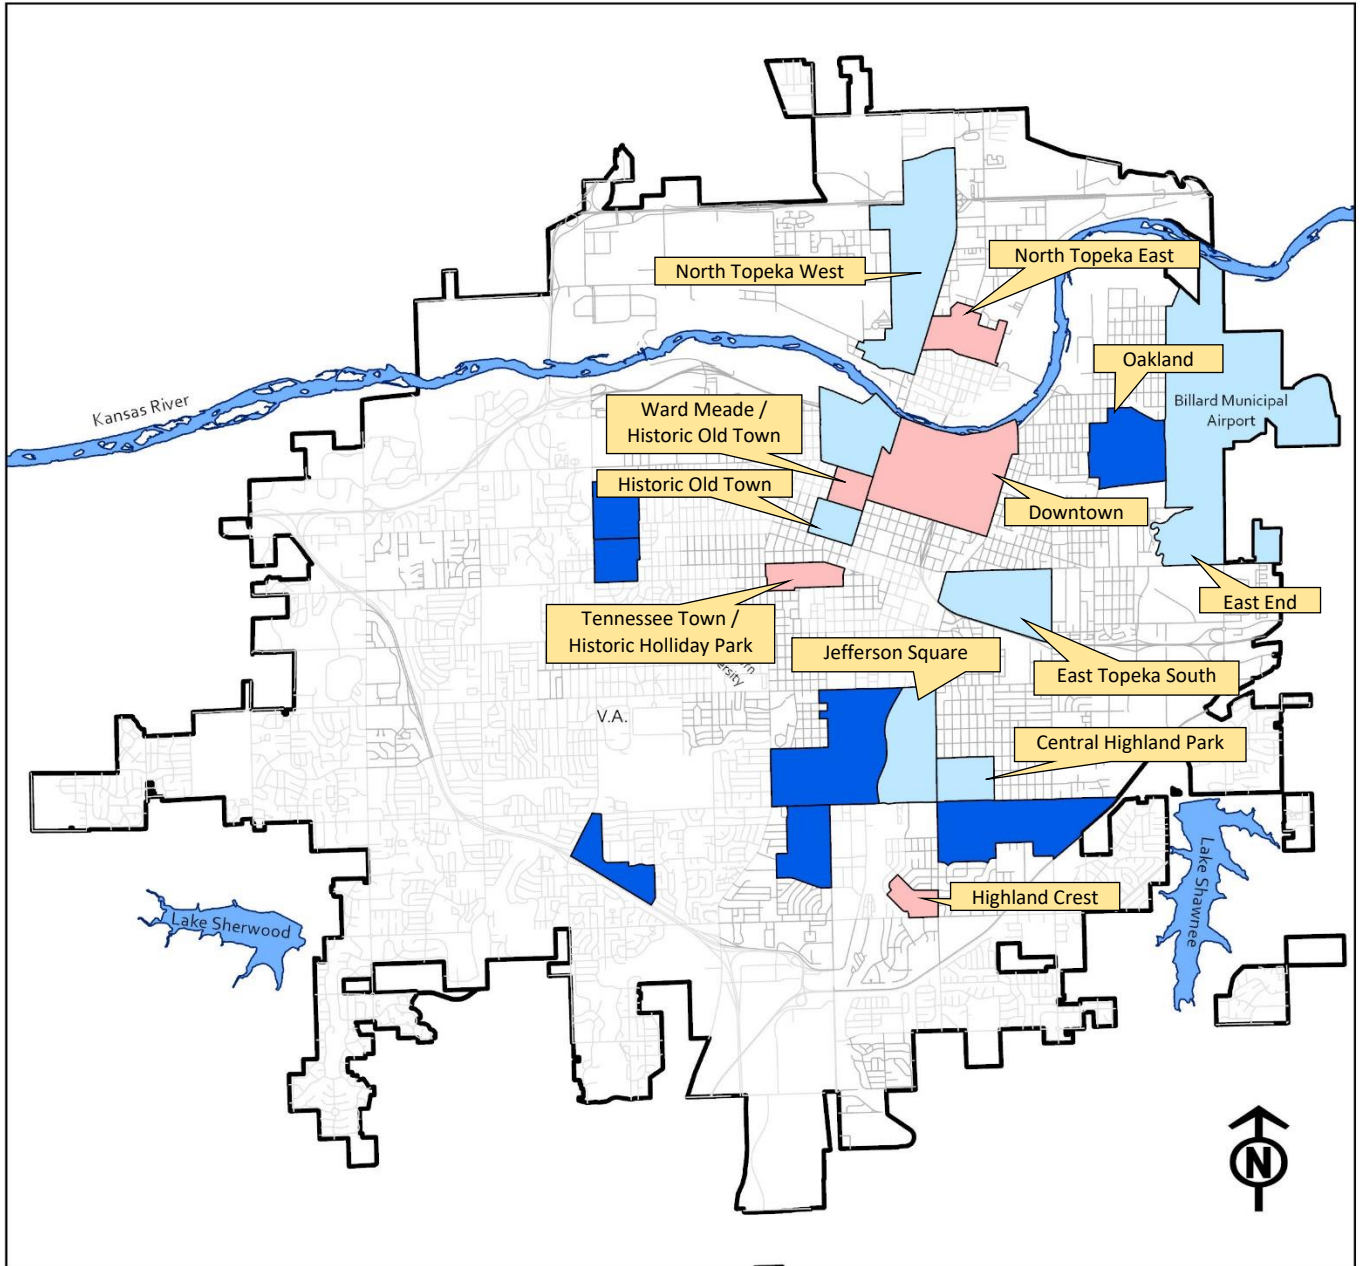 North Topeka West
North Topeka East
Oakland
Kansas River
Billard Municipal
Airport
Ward Meade /
Historic Old Town
Historic Old Town
Downtown
East End
Tennessee Town /
Historic Holliday Park
Jefferson Square
East Topeka South
V.A.
Central Highland Park
Lake Shawnee
Highland Crest
Lake Sherwood
N